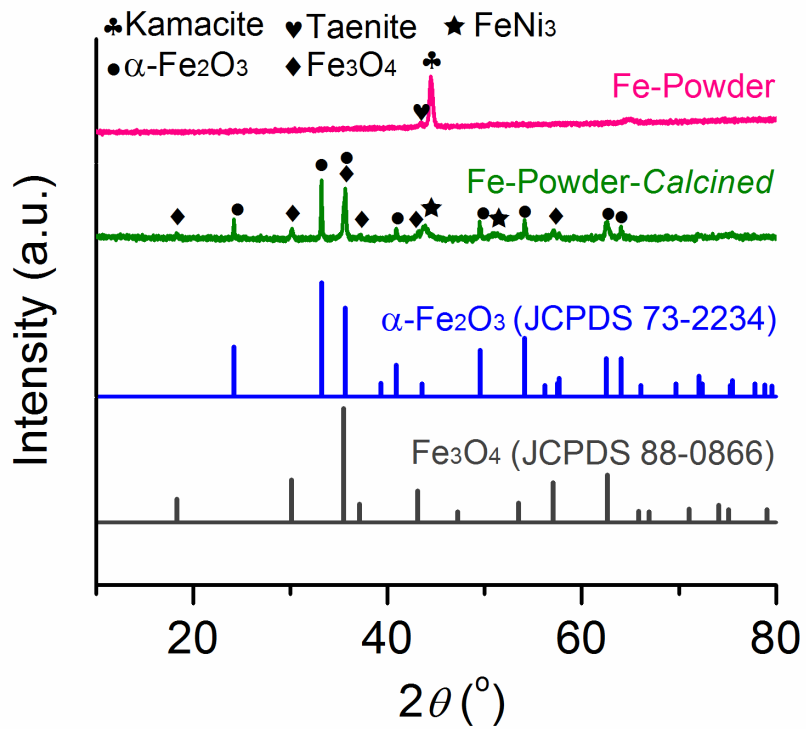 ♣Kamacite ♥Taenite ★ FeNi₃
●α-Fe₂O₃ ♦Fe₃O₄
Fe-Powder
Fe-Powder-Calcined
α-Fe₂O₃ (JCPDS 73-2234)
Fe₃O₄ (JCPDS 88-0866)
Intensity (a.u.)
20 40 60 80
2θ (°)